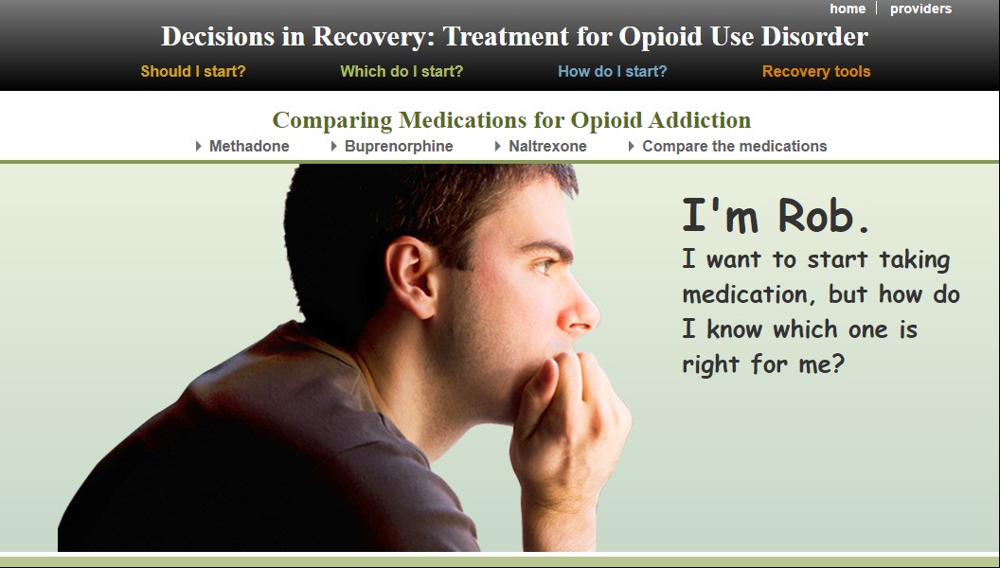 home | providers
Decisions in Recovery: Treatment for Opioid Use Disorder
Should I start? Which do I start? How do I start? Recovery tools
Comparing Medications for Opioid Addiction
Methadone Buprenorphine Naltrexone Compare the medications
I'm Rob.
I want to start taking
medication, but how do
I know which one is
right for me?